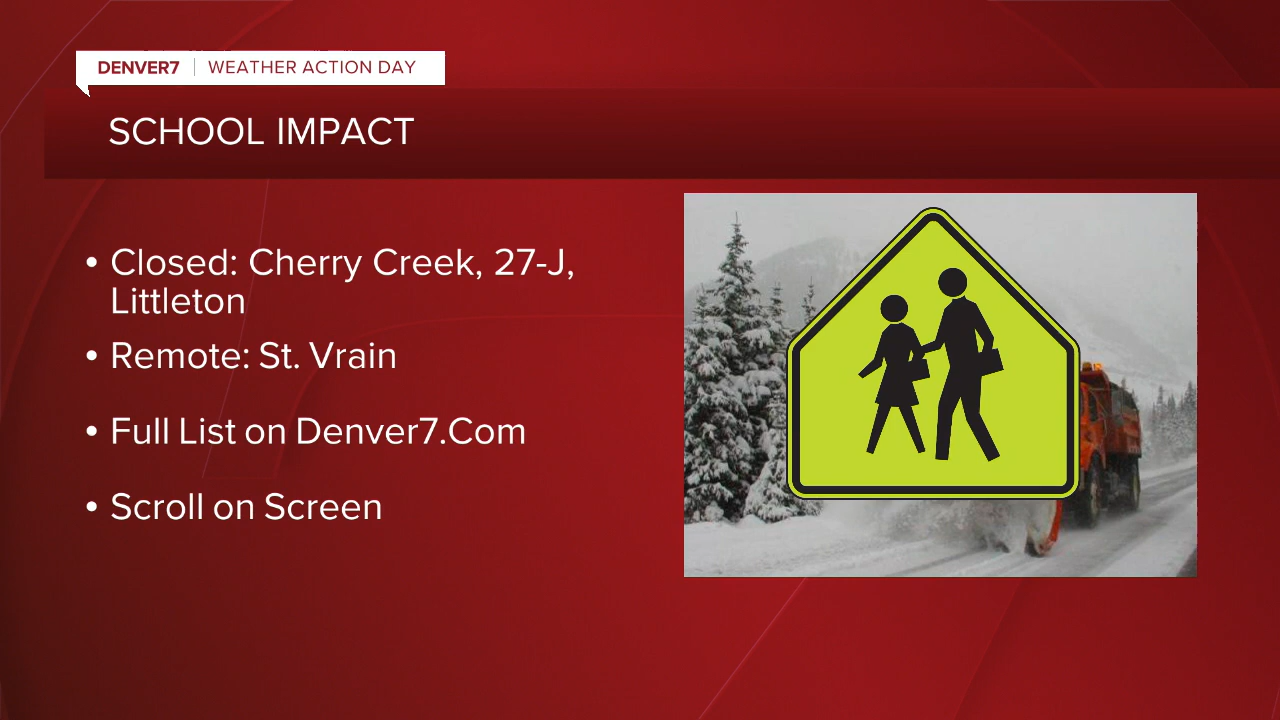 DENVER7 | WEATHER ACTION DAY
SCHOOL IMPACT
• Closed: Cherry Creek, 27-J,
Littleton
• Remote: St. Vrain
• Full List on Denver7.Com
• Scroll on Screen